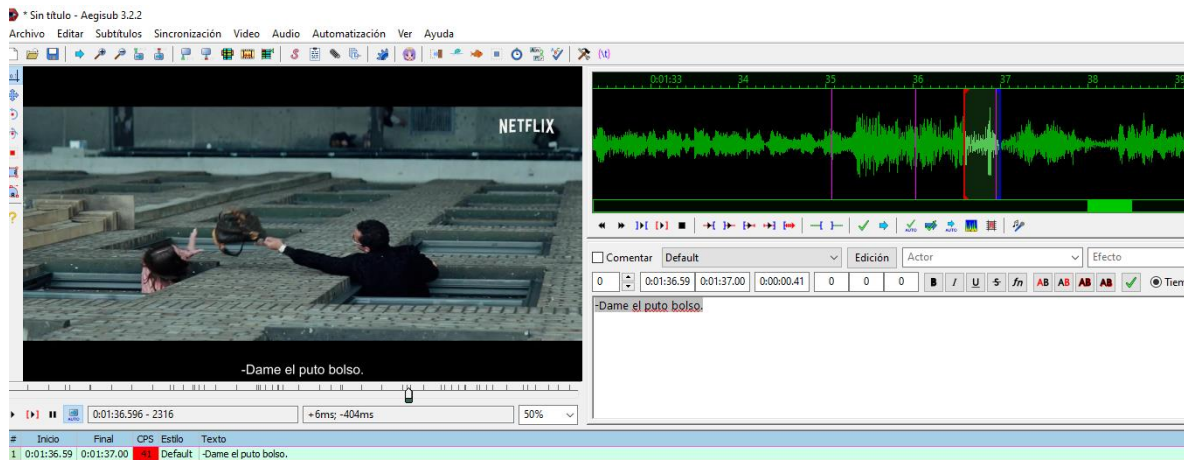 * Sin título - Aegisub 3.2.2
Archivo Editar Subtítulos Sincronización Video Audio Automatización Ver Ayuda
0:01:33 34 35 36 37 38 39
NETFLIX
-Dame el puto bolso.
AUTO AUTO
Comentar Default Edición Actor Efecto
0 0:01:36.59 0:01:37.00 0:00:00.41 0 0 0 B I U S fn AB AB AB AB Tiem
-Dame el puto bolso.
AUTO 0:01:36.596 - 2316 +6ms; -404ms 50%
# Inicio Final CPS Estilo Texto
1 0:01:36.59 0:01:37.00 41 Default -Dame el puto bolso.